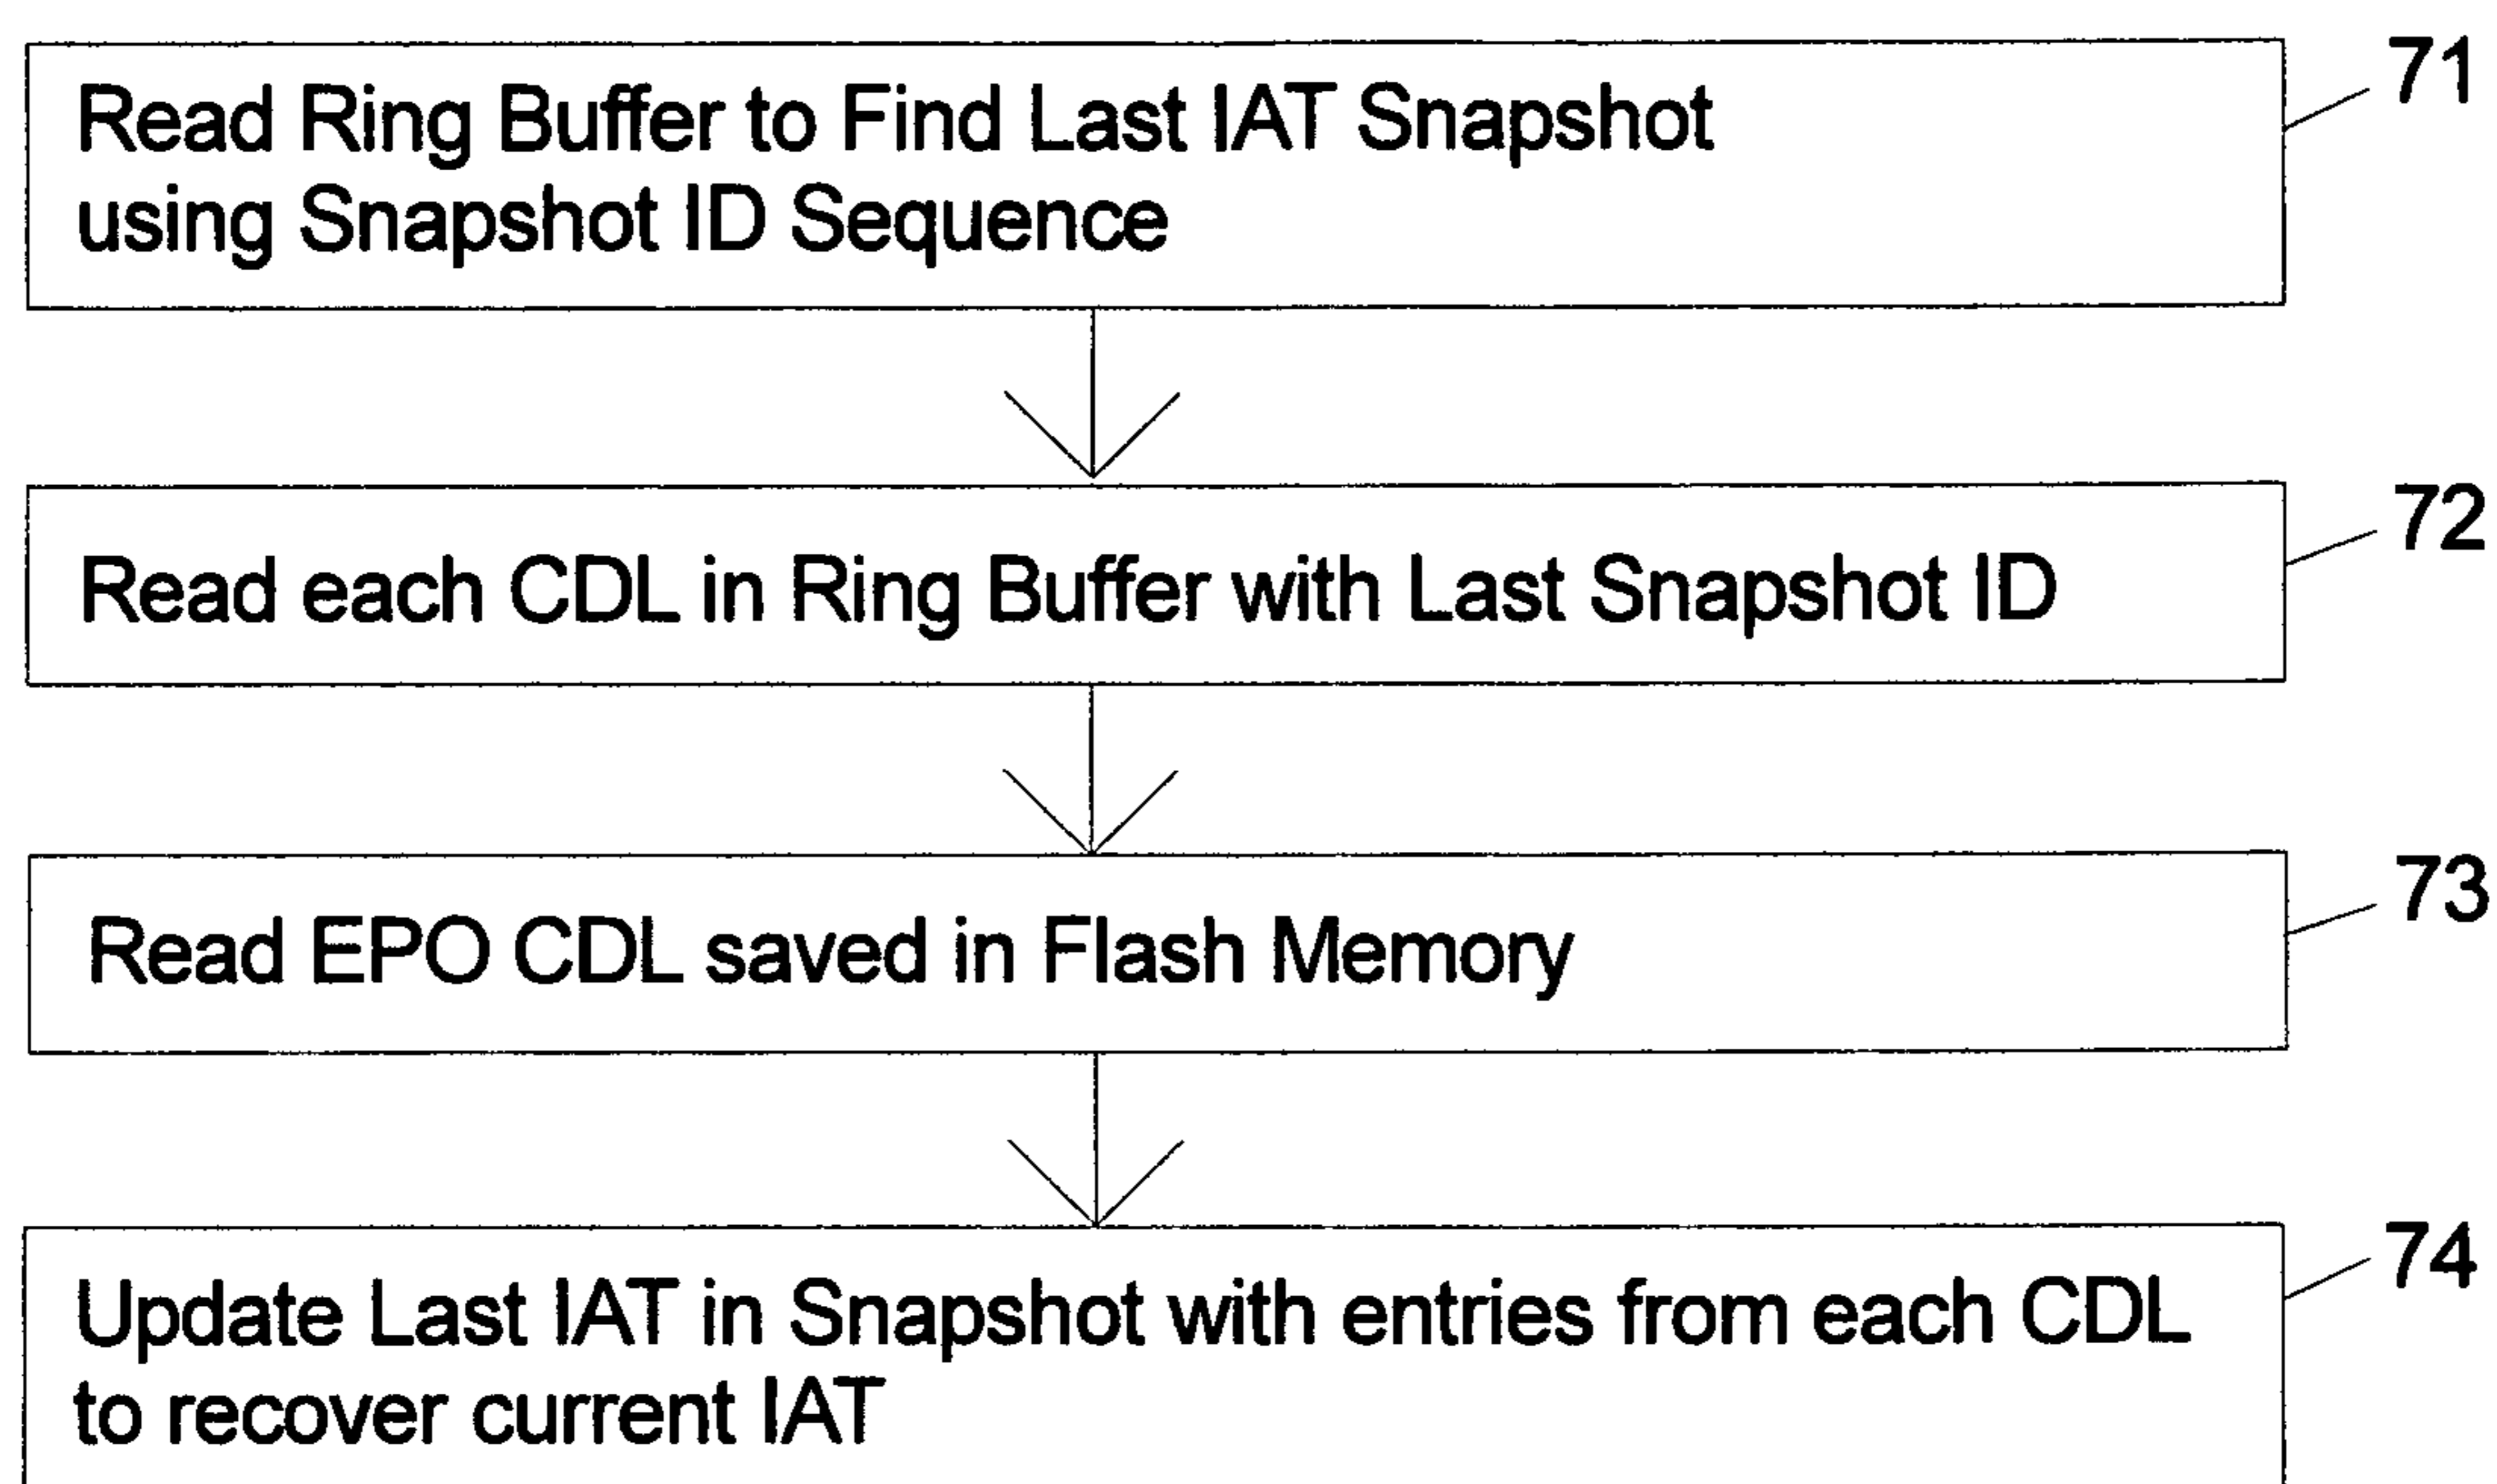 Read Ring Buffer to Find Last IAT Snapshot
using Snapshot ID Sequence
71
Read each CDL in Ring Buffer with Last Snapshot ID
72
Read EPO CDL saved in Flash Memory
73
Update Last IAT in Snapshot with entries from each CDL
to recover current IAT
74